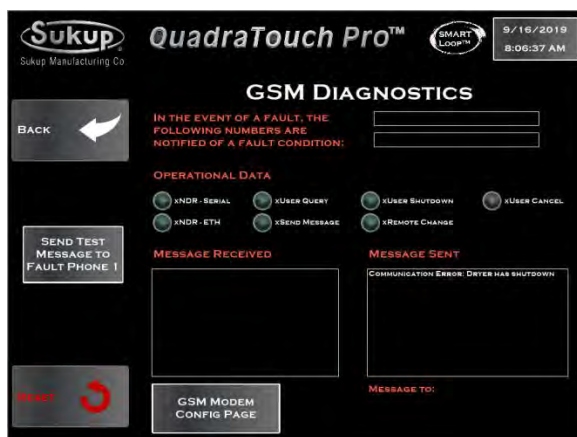 Sukup
Sukup Manufacturing Co
QuadraTouch Pro™
SMART
LOOP™
9/16/2019
8:06:37 AM
GSM DIAGNOSTICS
BACK
IN THE EVENT OF A FAULT, THE
FOLLOWING NUMBERS ARE
NOTIFIED OF A FAULT CONDITION:
OPERATIONAL DATA
xNDR - SERIAL
xUSER QUERY
xUSER SHUTDOWN
xUSER CANCEL
xNDR - ETH
xSEND MESSAGE
xREMOTE CHANGE
SEND TEST
MESSAGE TO
FAULT PHONE 1
MESSAGE RECEIVED
MESSAGE SENT
COMMUNICATION ERROR: DRYER HAS SHUTDOWN
MESSAGE TO:
RESET
GSM MODEM
CONFIG PAGE